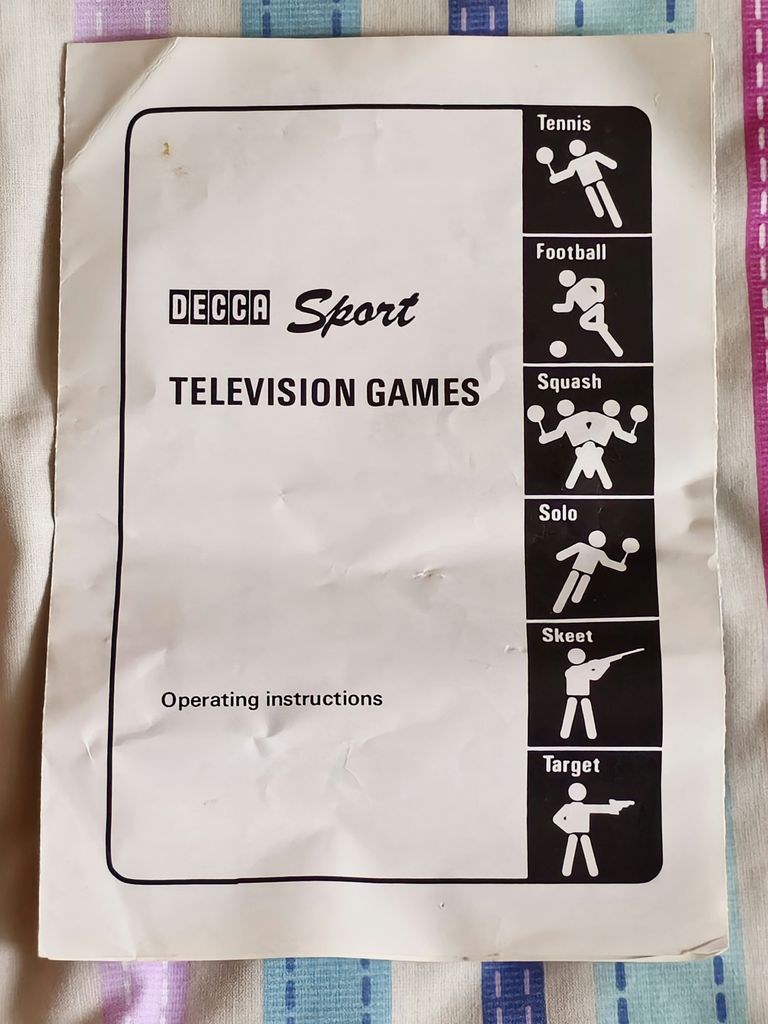 DECCA Sport
TELEVISION GAMES
Operating instructions
Tennis
Football
Squash
Solo
Skeet
Target